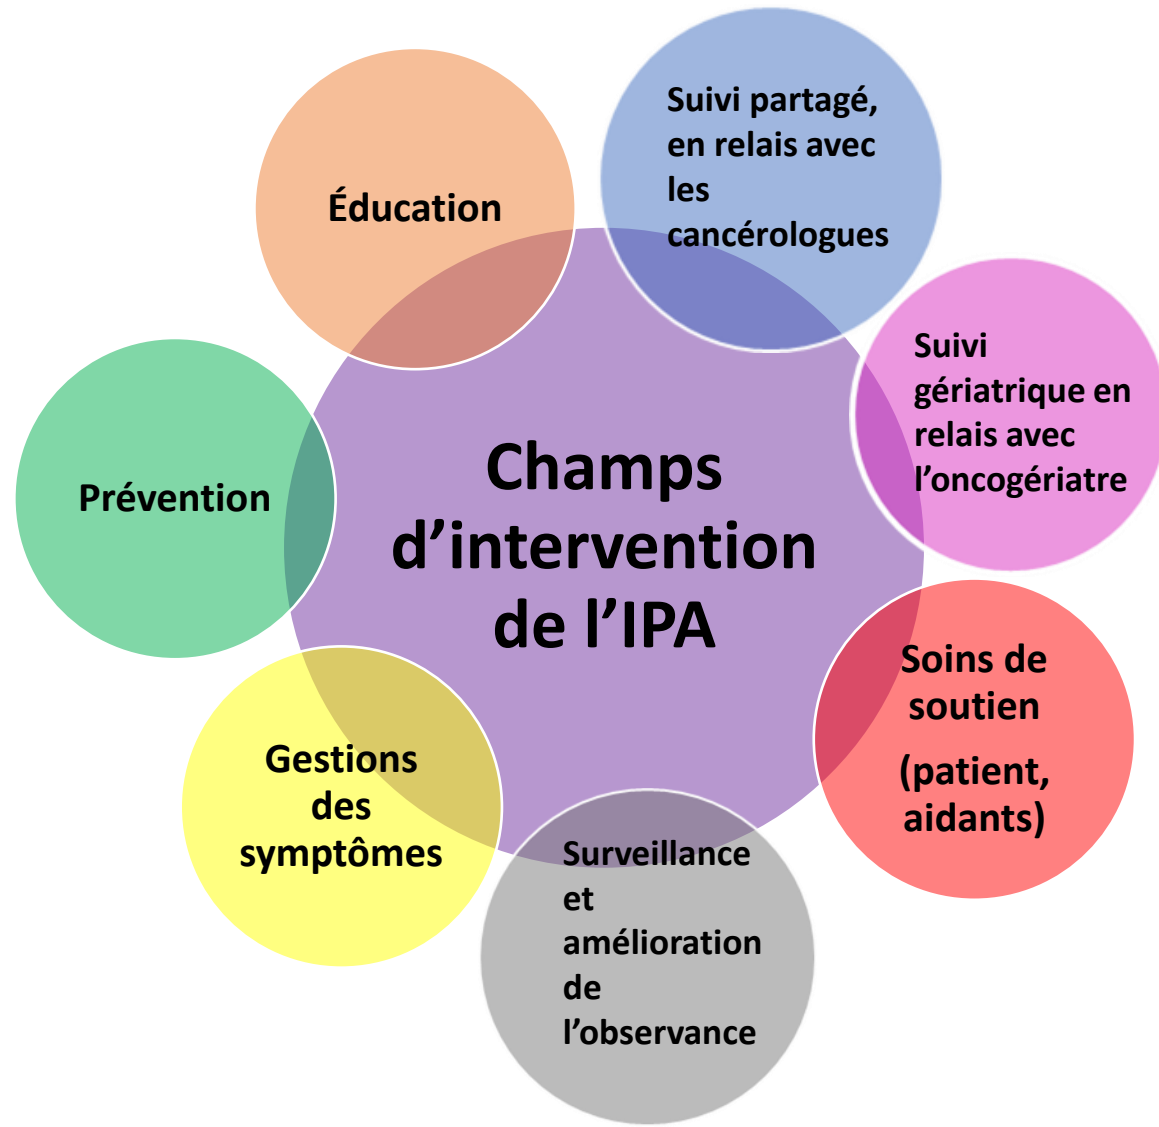 Suivi partagé,
en relais avec
les
cancérologues
Éducation
Suivi
gériatrique en
relais avec
l’oncogériatre
Prévention
Champs
d’intervention
de l’IPA
Soins de
soutien
(patient,
aidants)
Gestions
des
symptômes
Surveillance
et
amélioration
de
l’observance